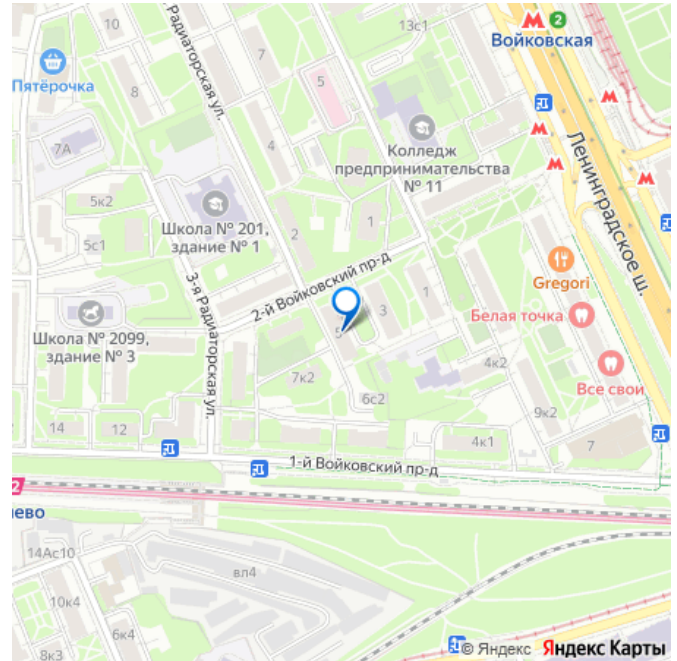 10
13с1
М 2
Войковская
Пятёрочка
8
7
5
7А
4
Радиаторская ул.
Колледж
предпринимательства
№ 11
М
М
М
М
Ленинградское ш.
5к2
5с1
Школа № 201,
здание № 1
2
1
2-й Войковский пр-д
3-я Радиаторская ул.
Gregori
Белая точка
Все свои
Школа № 2099,
здание № 3
5
3
1
7к2
4к2
6с2
9к2
14
12
4к1
7
1-й Войковский пр-д
2
ево
14Ас10
вл4
10к4
6к4
© Яндекс Яндекс Карты